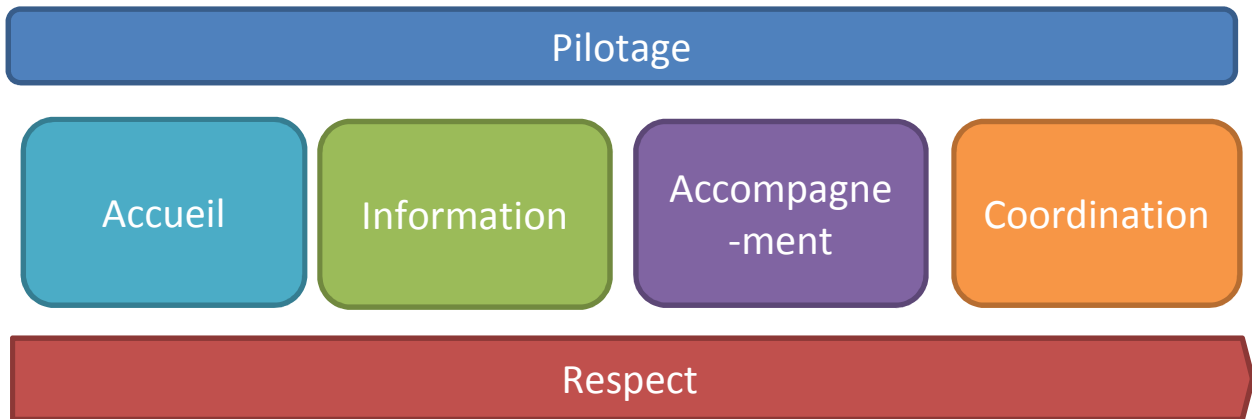 Pilotage
Accueil
Information
Accompagne
-ment
Coordination
Respect